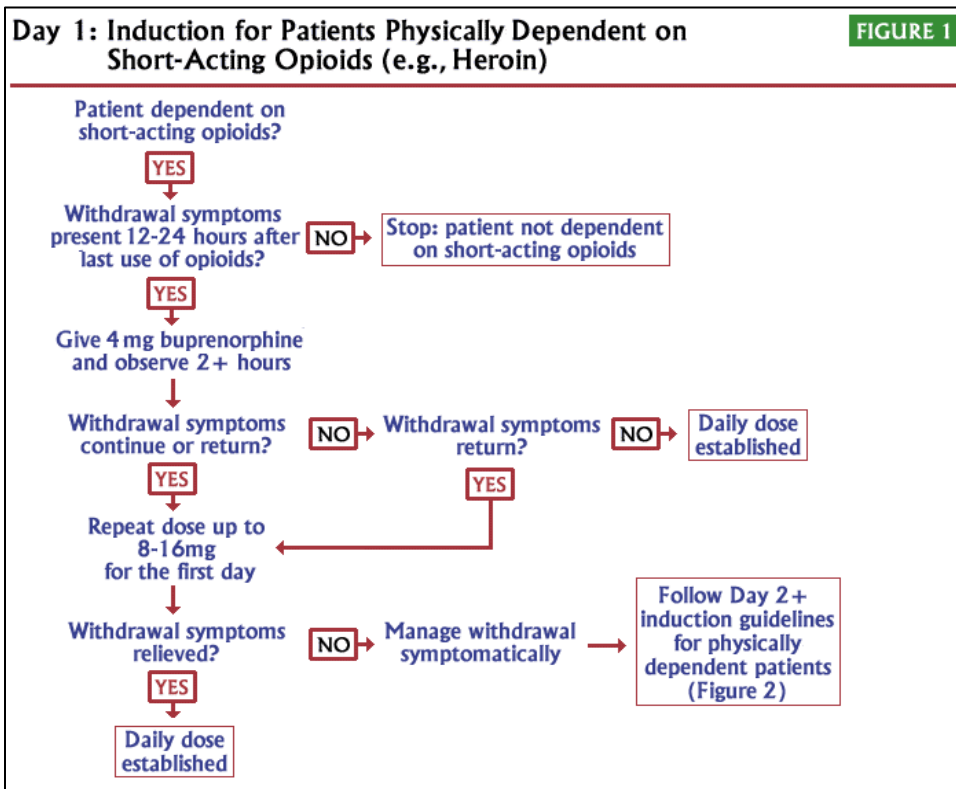 Day 1: Induction for Patients Physically Dependent on
Short-Acting Opioids (e.g., Heroin)
FIGURE 1
Patient dependent on
short-acting opioids?
YES
Withdrawal symptoms
present 12-24 hours after
last use of opioids?
NO
Stop: patient not dependent
on short-acting opioids
YES
Give 4 mg buprenorphine
and observe 2+ hours
Withdrawal symptoms
continue or return?
NO
Withdrawal symptoms
return?
NO
Daily dose
established
YES
YES
Repeat dose up to
8-16mg
for the first day
Withdrawal symptoms
relieved?
NO
Manage withdrawal
symptomatically
Follow Day 2+
induction guidelines
for physically
dependent patients
(Figure 2)
YES
Daily dose
established